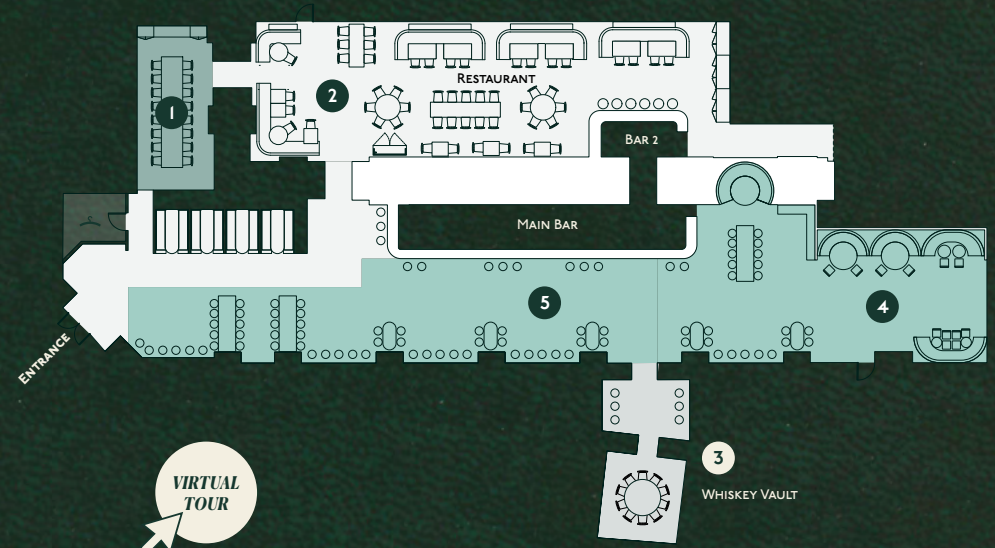 RESTAURANT
1
2
BAR 2
MAIN BAR
5
4
ENTRANCE
3
WHISKEY VAULT
VIRTUAL
TOUR